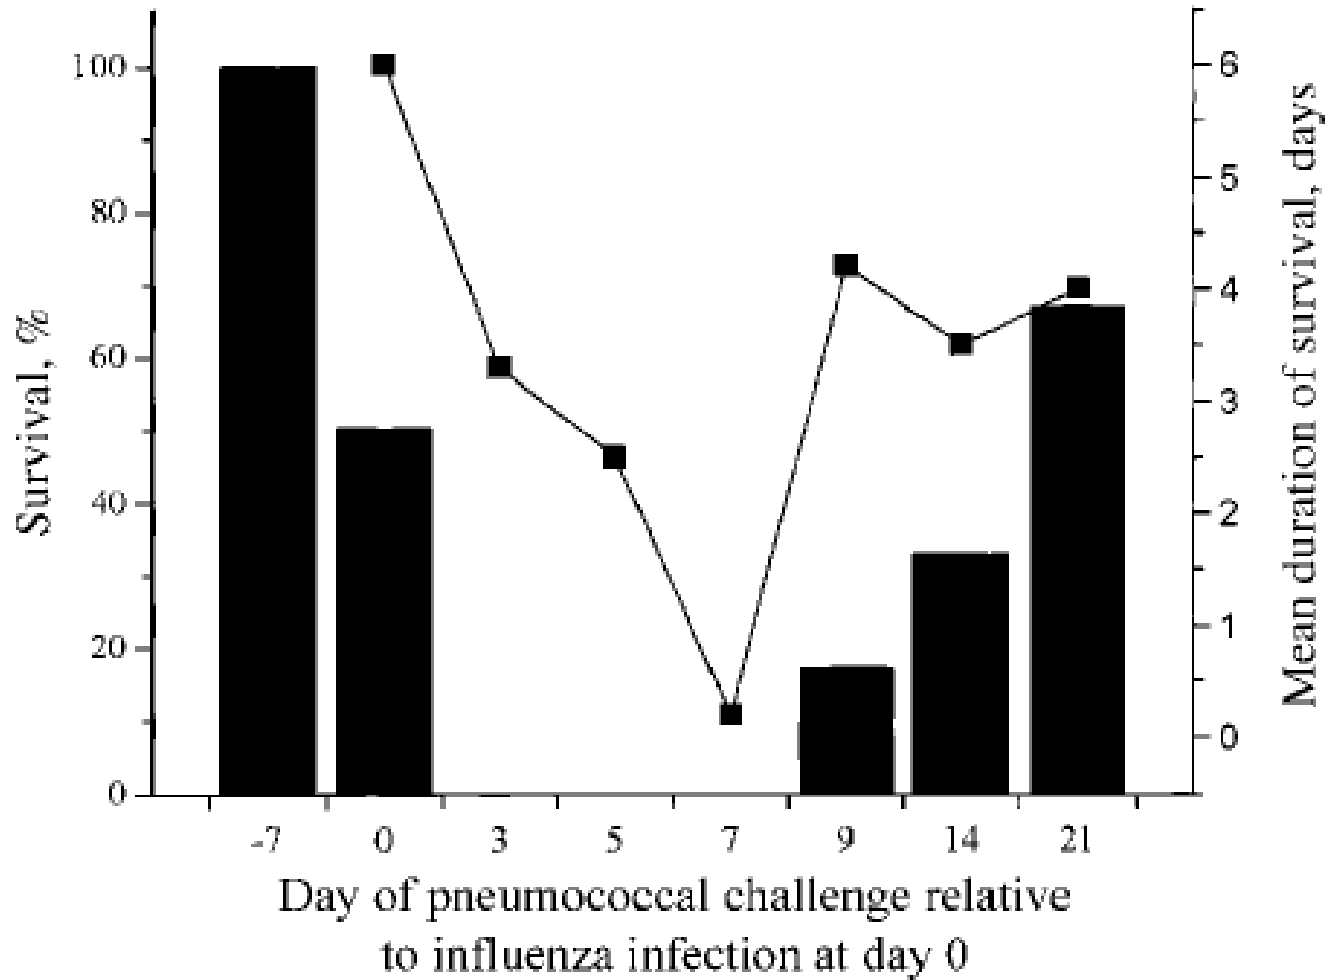 Survival, %
100
80
60
40
20
0
6
5
4
3
2
1
0
Mean duration of survival, days
-7 0 3 5 7 9 14 21
Day of pneumococcal challenge relative
to influenza infection at day 0